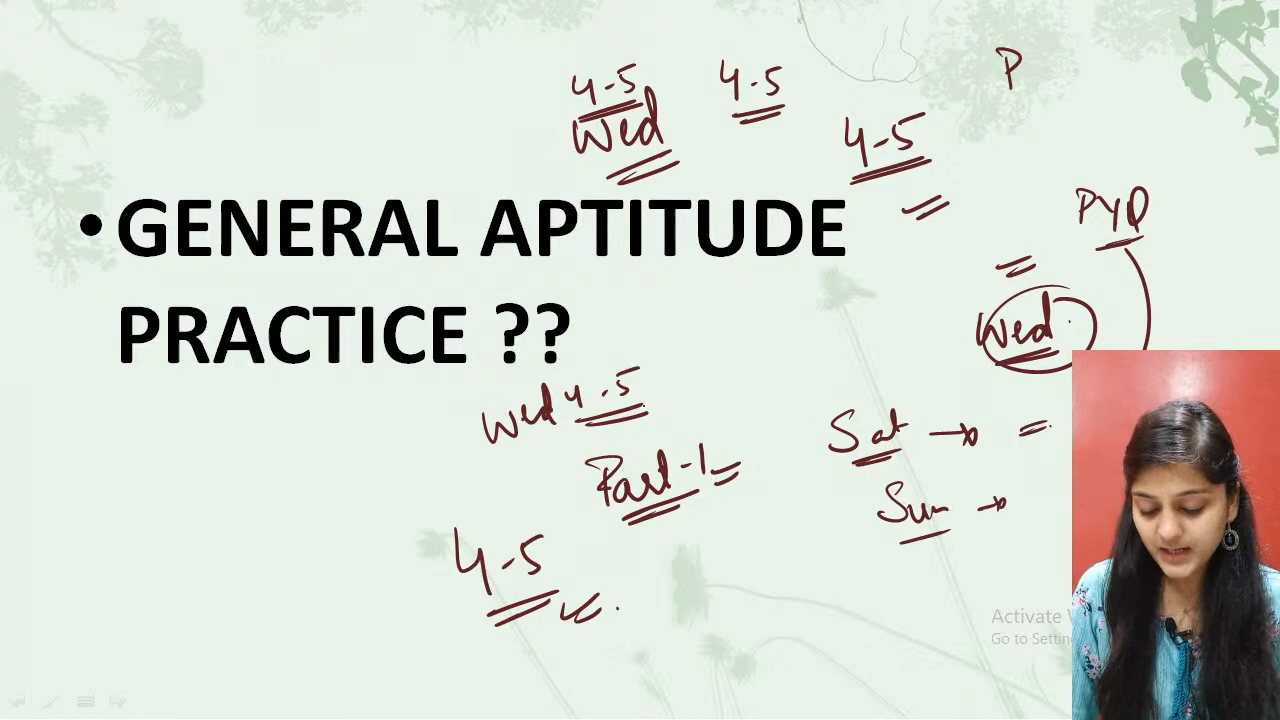 4-5
Wed
4-5
4-5
P
• GENERAL APTITUDE
PRACTICE ??
PYQ
Wed
Wed 4-5
Part-1
Sat →
Sun →
4-5
Activate
Go to Settin